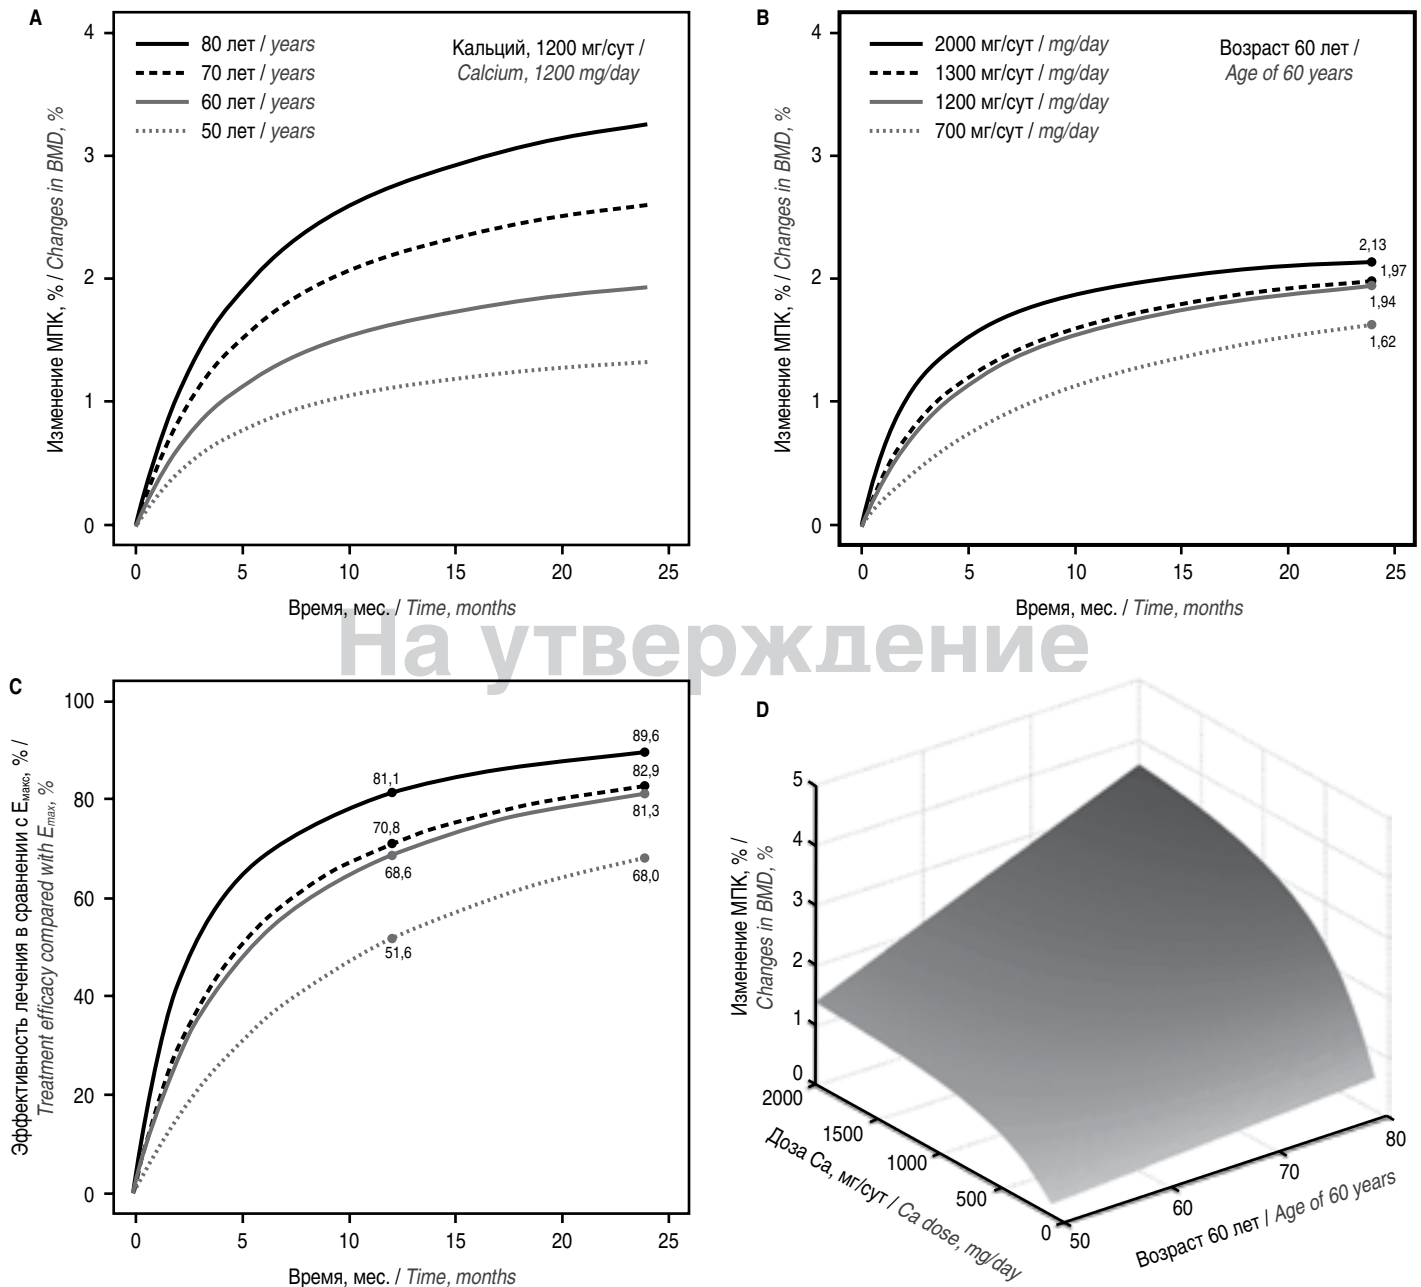 A
4
3
2
1
0
80 лет / years
70 лет / years
60 лет / years
50 лет / years
Кальций, 1200 мг/сут /
Calcium, 1200 mg/day
Изменение МПК, % / Changes in BMD, %
0 5 10 15 20 25
Время, мес. / Time, months
B
4
3
2
1
0
2000 мг/сут / mg/day
1300 мг/сут / mg/day
1200 мг/сут / mg/day
700 мг/сут / mg/day
Возраст 60 лет /
Age of 60 years
2,13
1,97
1,94
1,62
Изменение МПК, % / Changes in BMD, %
0 5 10 15 20 25
Время, мес. / Time, months
На утверждение
C
100
80
60
40
20
0
89,6
82,9
81,3
81,1
70,8
68,6
68,0
51,6
Эффективность лечения в сравнении с Eмакс, % /
Treatment efficacy compared with Emax, %
0 5 10 15 20 25
Время, мес. / Time, months
D
5
4
3
2
1
0
Изменение МПК, % /
Changes in BMD, %
2000
1500
1000
500
0
Доза Ca, мг/сут / Ca dose, mg/day
50
60
70
80
Возраст 60 лет / Age of 60 years